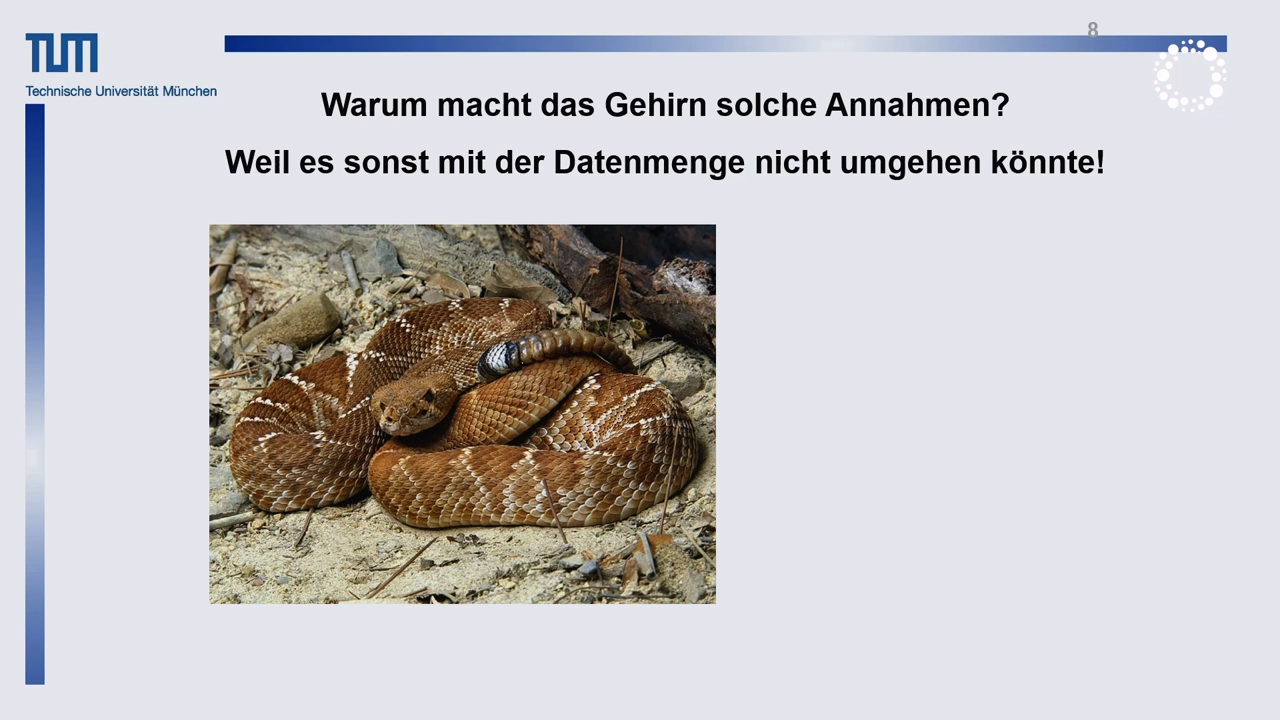 8
TUM
Technische Universität München
Warum macht das Gehirn solche Annahmen?
Weil es sonst mit der Datenmenge nicht umgehen könnte!